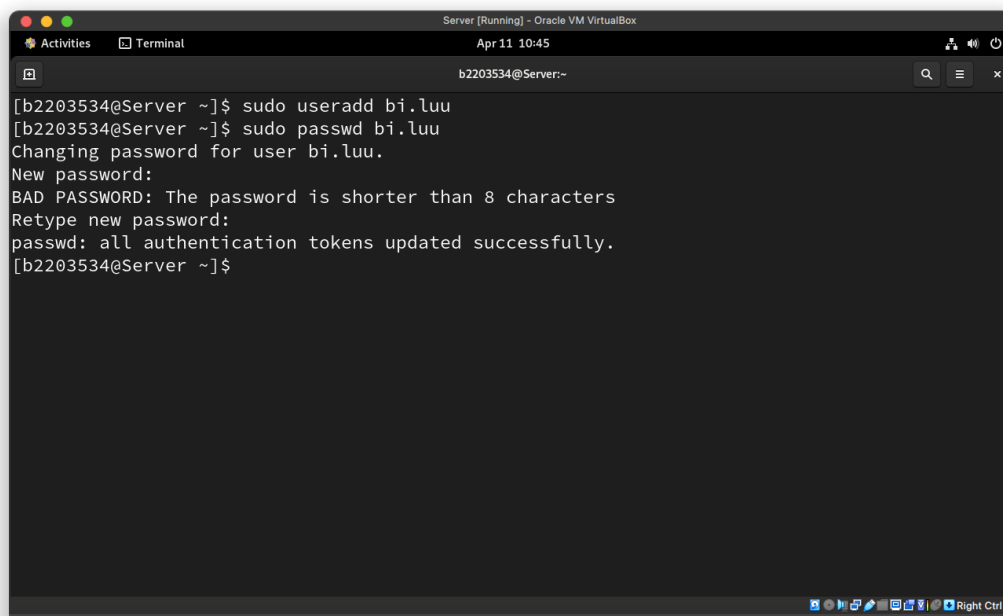 Server [Running] - Oracle VM VirtualBox
Activities Terminal Apr 11 10:45
b2203534@Server:~
[b2203534@Server ~]$ sudo useradd bi.luu
[b2203534@Server ~]$ sudo passwd bi.luu
Changing password for user bi.luu.
New password:
BAD PASSWORD: The password is shorter than 8 characters
Retype new password:
passwd: all authentication tokens updated successfully.
[b2203534@Server ~]$
Right Ctrl